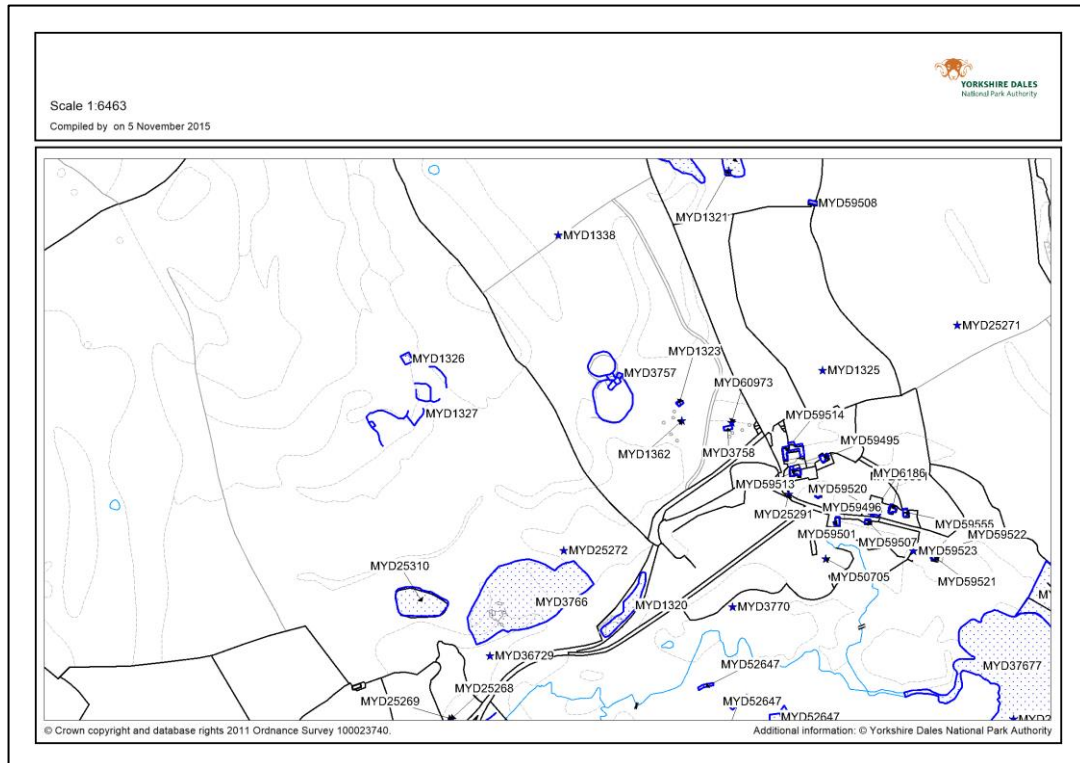 YORKSHIRE DALES
National Park Authority
Scale 1:6463
Compiled by on 5 November 2015
MYD1321
MYD59508
MYD1338
MYD25271
MYD1326
MYD1323
MYD3757
MYD60973
MYD1325
MYD1327
MYD59514
MYD59495
MYD1362
MYD3758
MYD6186
MYD59513
MYD59520
MYD59496
MYD25291
MYD59555
MYD59501
MYD59522
MYD59507
MYD59523
MYD25272
MYD25310
MYD59521
MYD50705
MYD3766
MYD1320
MYD3770
MYD36729
MYD52647
MYD37677
MYD25268
MYD25269
MYD52647
MYD52647
© Crown copyright and database rights 2011 Ordnance Survey 100023740.
Additional information: © Yorkshire Dales National Park Authority